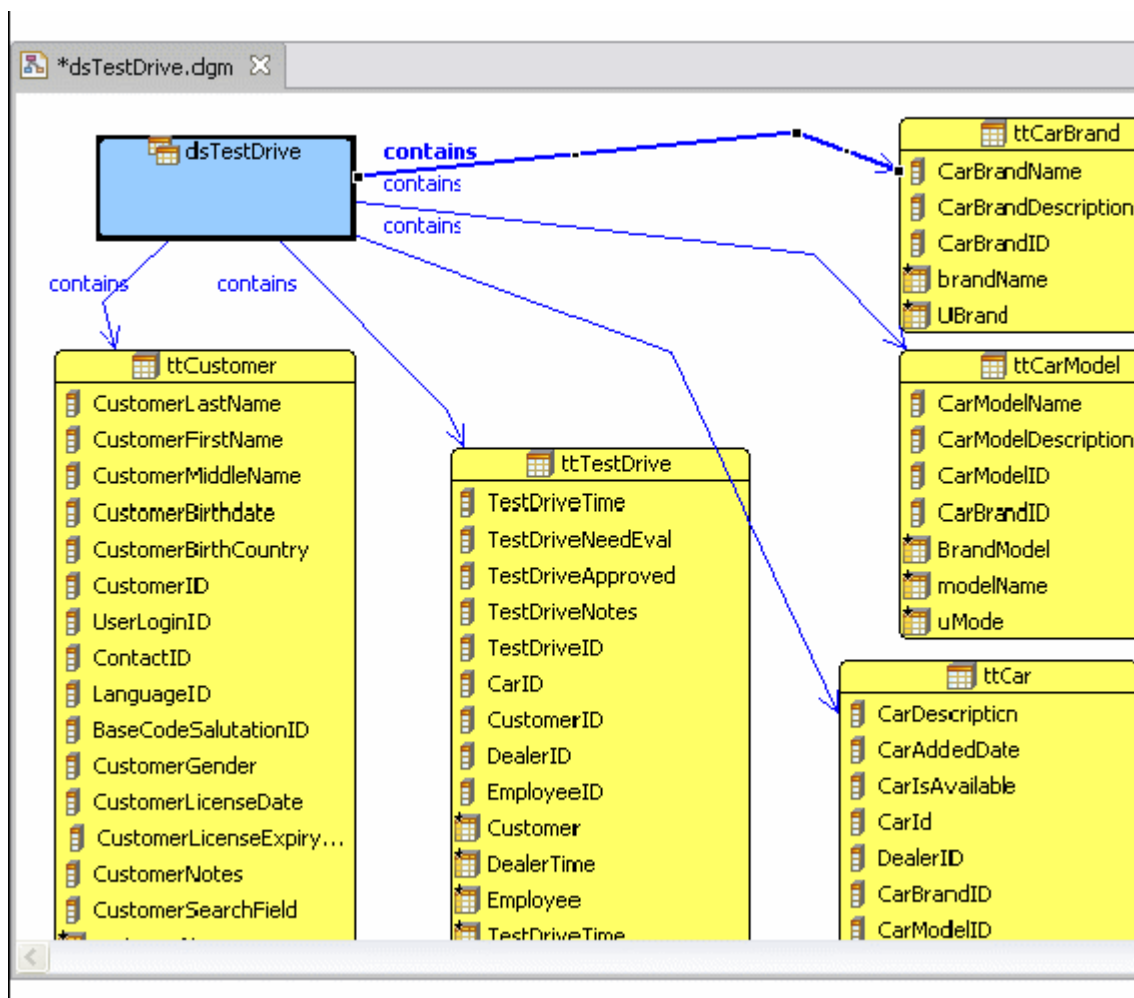 *dsTestDrive.dgm
dsTestDrive
contains
contains
contains
contains
contains
ttCarBrand
CarBrandName
CarBrandDescription
CarBrandID
brandName
UBrand
ttCustomer
CustomerLastName
CustomerFirstName
CustomerMiddleName
CustomerBirthdate
CustomerBirthCountry
CustomerID
UserLoginID
ContactID
LanguageID
BaseCodeSalutationID
CustomerGender
CustomerLicenseDate
CustomerLicenseExpiry...
CustomerNotes
CustomerSearchField
ttTestDrive
TestDriveTime
TestDriveNeedEval
TestDriveApproved
TestDriveNotes
TestDriveID
CarID
CustomerID
DealerID
EmployeeID
Customer
DealerTime
Employee
TestDriveTime
ttCarModel
CarModelName
CarModelDescription
CarModelID
CarBrandID
BrandModel
modelName
uMode
ttCar
CarDescription
CarAddedDate
CarIsAvailable
CarId
DealerID
CarBrandID
CarModelID